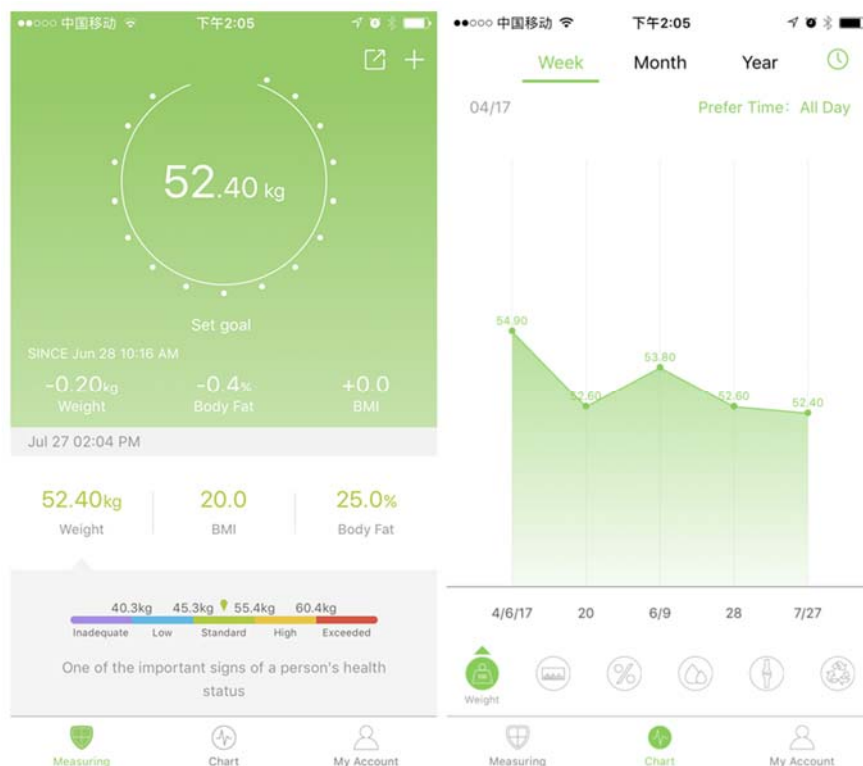 中国移动 下午2:05
52.40 kg
Set goal
SINCE Jun 28 10:16 AM
-0.20kg -0.4% +0.0
Weight Body Fat BMI
Jul 27 02:04 PM
52.40kg 20.0 25.0%
Weight BMI Body Fat
40.3kg 45.3kg 55.4kg 60.4kg
Inadequate Low Standard High Exceeded
One of the important signs of a person's health
status
Measuring Chart My Account
中国移动 下午2:05
Week Month Year
04/17 Prefer Time: All Day
54.90
53.80
52.60 52.60 52.40
4/6/17 20 6/9 28 7/27
Weight
Measuring Chart My Account